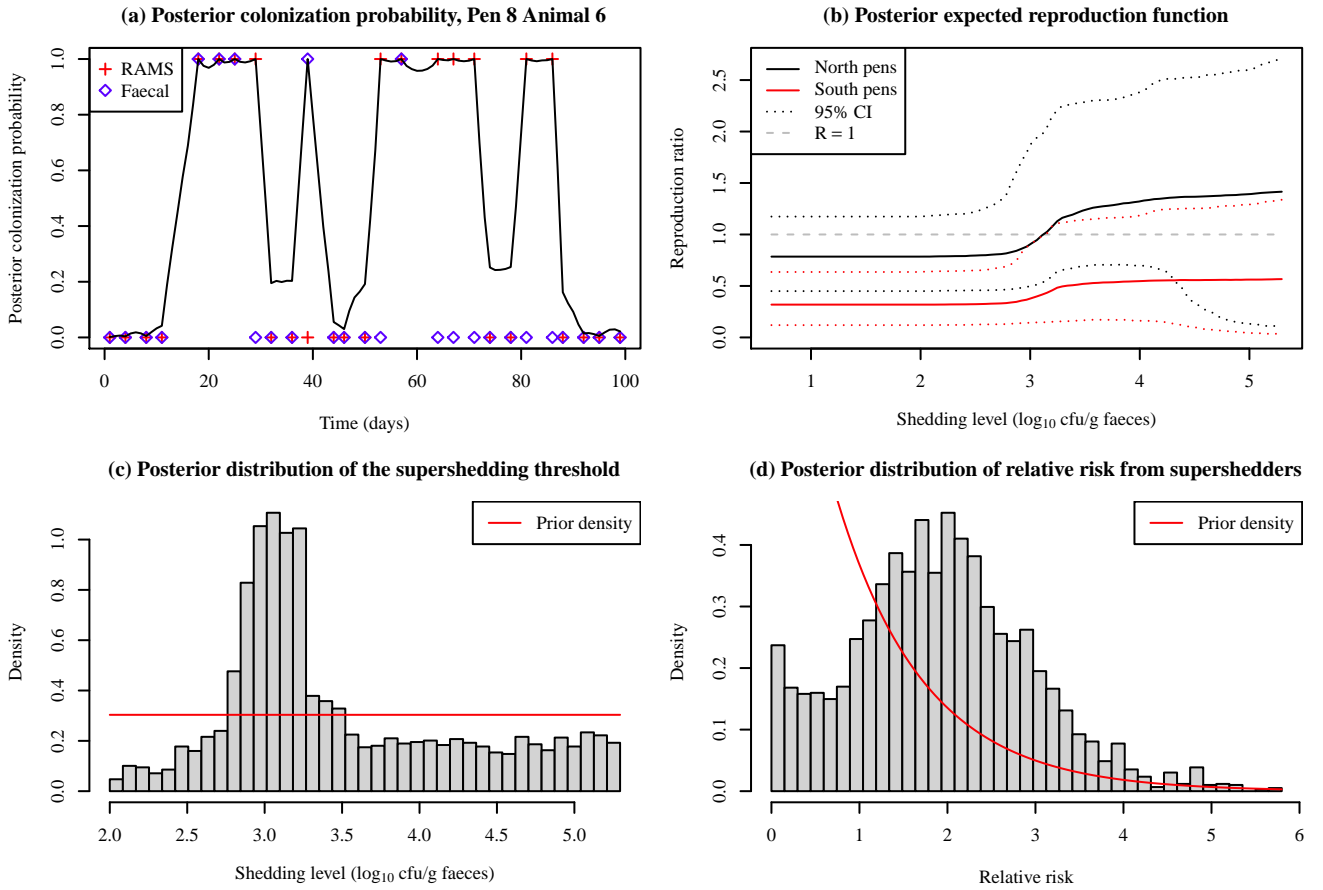 (a) Posterior colonization probability, Pen 8 Animal 6
Posterior colonization probability
0.0 0.2 0.4 0.6 0.8 1.0
RAMS
Faecal
0 20 40 60 80 100
Time (days)
(b) Posterior expected reproduction function
Reproduction ratio
0.0 0.5 1.0 1.5 2.0 2.5
North pens
South pens
95% CI
R = 1
1 2 3 4 5
Shedding level (log₁₀ cfu/g faeces)
(c) Posterior distribution of the supershedding threshold
Density
0.0 0.2 0.4 0.6 0.8 1.0
Prior density
2.0 2.5 3.0 3.5 4.0 4.5 5.0
Shedding level (log₁₀ cfu/g faeces)
(d) Posterior distribution of relative risk from supershedders
Density
0.0 0.1 0.2 0.3 0.4
Prior density
0 1 2 3 4 5 6
Relative risk